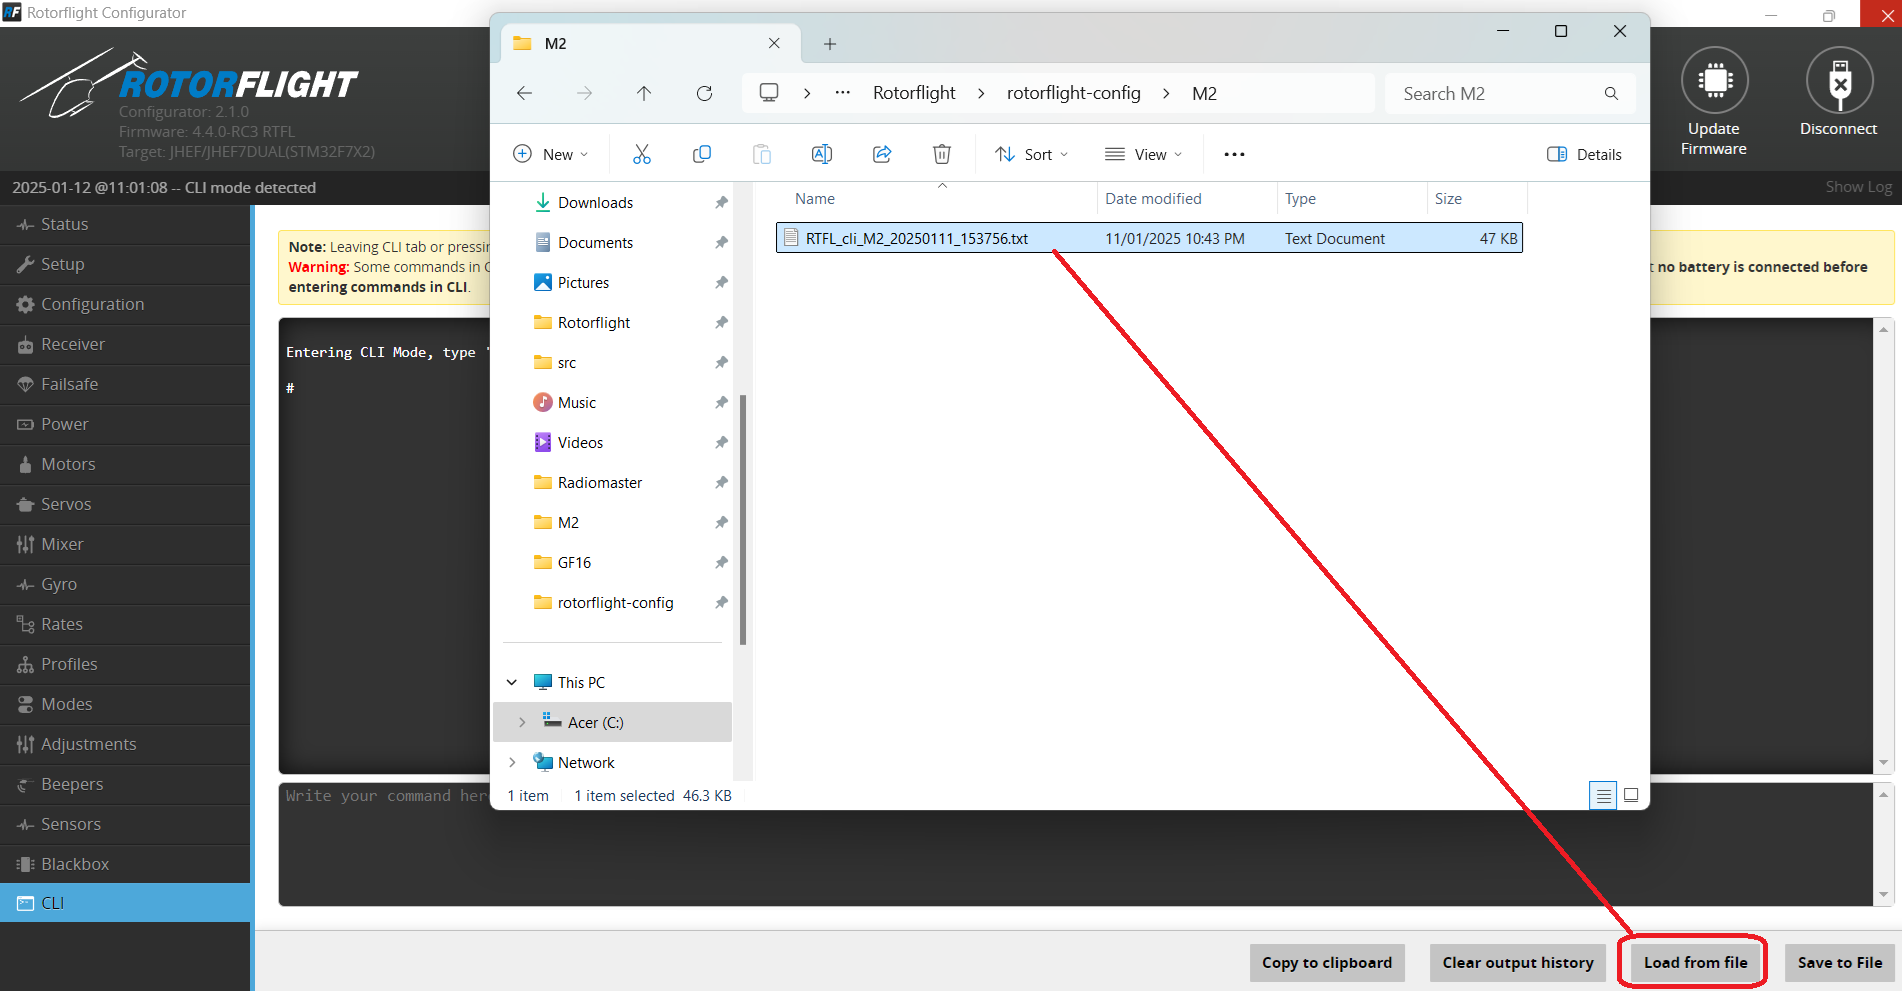 Rotorflight Configurator
ROTORFLIGHT
Configurator: 2.1.0
Firmware: 4.4.0-RC3 RTFL
Target: JHEF/JHEF7DUAL(STM32F7X2)
Update Firmware
Disconnect
2025-01-12 @11:01:08 -- CLI mode detected
Show Log
Status
Setup
Configuration
Receiver
Failsafe
Power
Motors
Servos
Mixer
Gyro
Rates
Profiles
Modes
Adjustments
Beepers
Sensors
Blackbox
CLI
Note: Leaving CLI tab or pressin
Warning: Some commands in C
t no battery is connected before
entering commands in CLI.
Entering CLI Mode, type '
#
Write your command here
M2
Rotorflight
rotorflight-config
M2
Search M2
New
Sort
View
Details
Downloads
Documents
Pictures
Rotorflight
src
Music
Videos
Radiomaster
M2
GF16
rotorflight-config
This PC
Acer (C:)
Network
Name Date modified Type Size
RTFL_cli_M2_20250111_153756.txt 11/01/2025 10:43 PM Text Document 47 KB
1 item 1 item selected 46.3 KB
Copy to clipboard
Clear output history
Load from file
Save to File